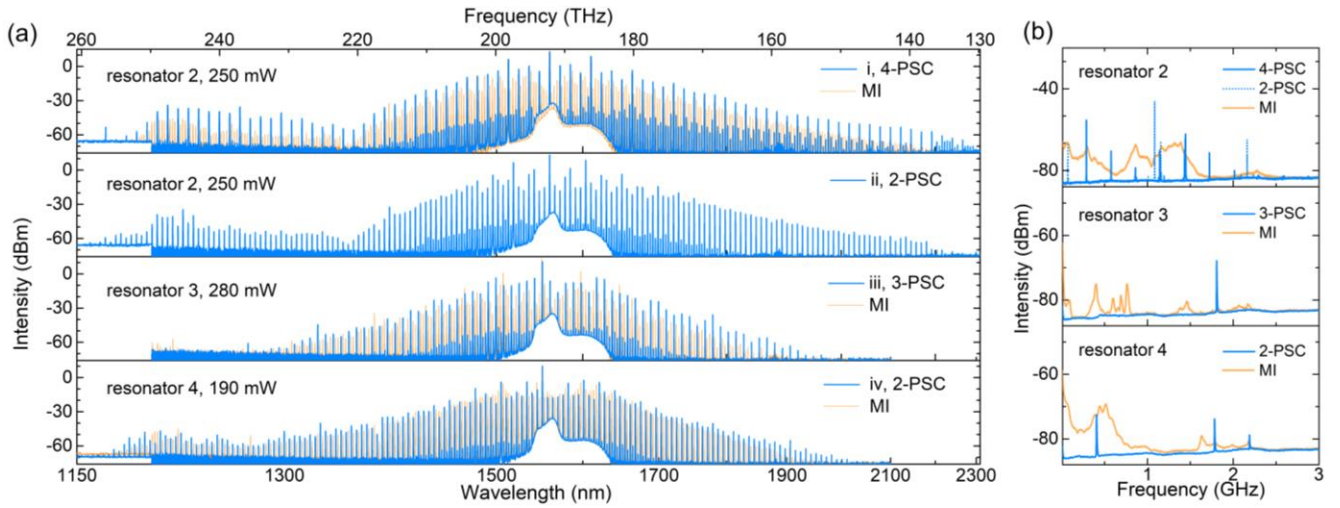 (a)
Frequency (THz)
260 240 220 200 180 160 140 130
resonator 2, 250 mW
i, 4-PSC
MI
0
-30
-60
resonator 2, 250 mW
ii, 2-PSC
0
-30
-60
resonator 3, 280 mW
iii, 3-PSC
MI
0
-30
-60
resonator 4, 190 mW
iv, 2-PSC
MI
0
-30
-60
Intensity (dBm)
1150 1300 1500 1700 1900 2100 2300
Wavelength (nm)
(b)
resonator 2
4-PSC
2-PSC
MI
-40
-80
resonator 3
3-PSC
MI
-60
-80
resonator 4
2-PSC
MI
-60
-80
Intensity (dBm)
1 2 3
Frequency (GHz)